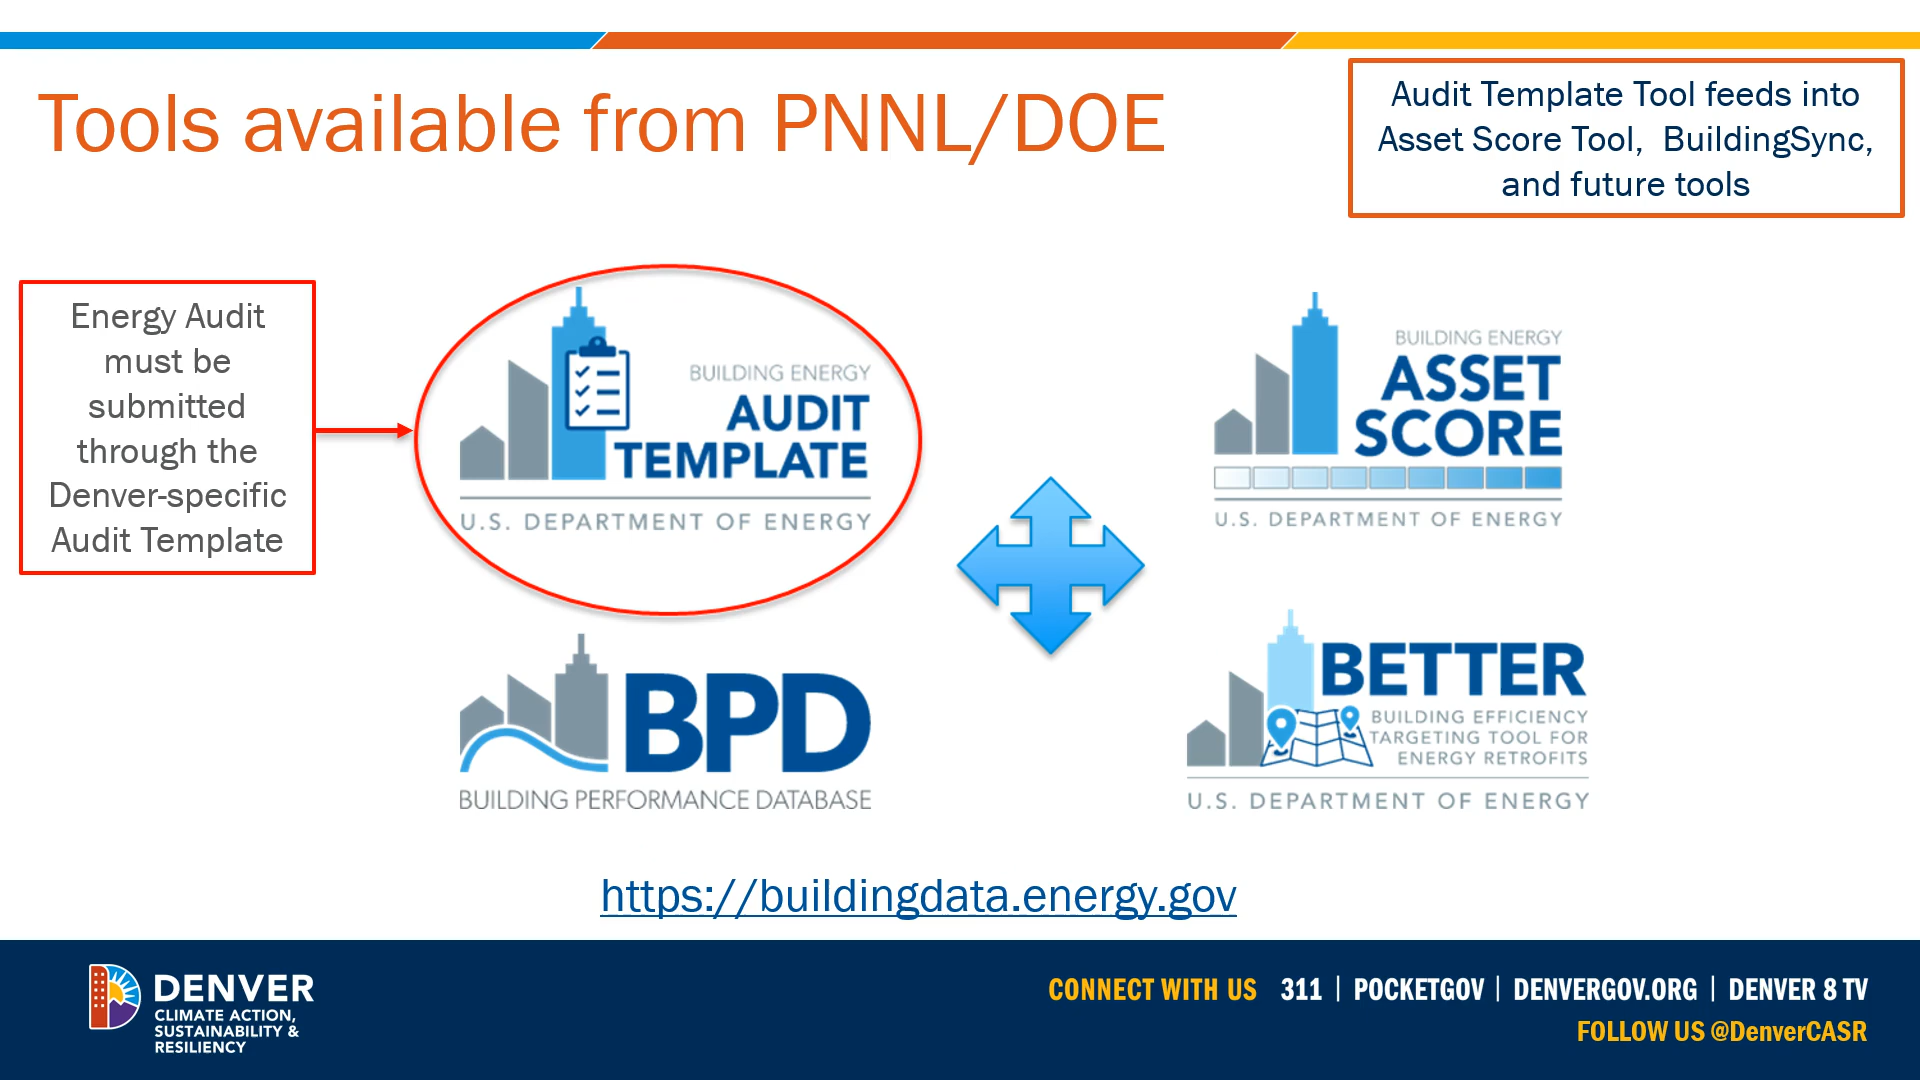 Tools available from PNNL/DOE
Audit Template Tool feeds into
Asset Score Tool,  BuildingSync,
and future tools
Energy Audit
must be
submitted
through the
Denver-specific
Audit Template
BUILDING ENERGY
AUDIT
TEMPLATE
U.S. DEPARTMENT OF ENERGY
BUILDING ENERGY
ASSET
SCORE
U.S. DEPARTMENT OF ENERGY
BPD
BUILDING PERFORMANCE DATABASE
BETTER
BUILDING EFFICIENCY
TARGETING TOOL FOR
ENERGY RETROFITS
U.S. DEPARTMENT OF ENERGY
https://buildingdata.energy.gov
DENVER
CLIMATE ACTION,
SUSTAINABILITY &
RESILIENCY
CONNECT WITH US 311 | POCKETGOV | DENVERGOV.ORG | DENVER 8 TV
FOLLOW US @DenverCASR